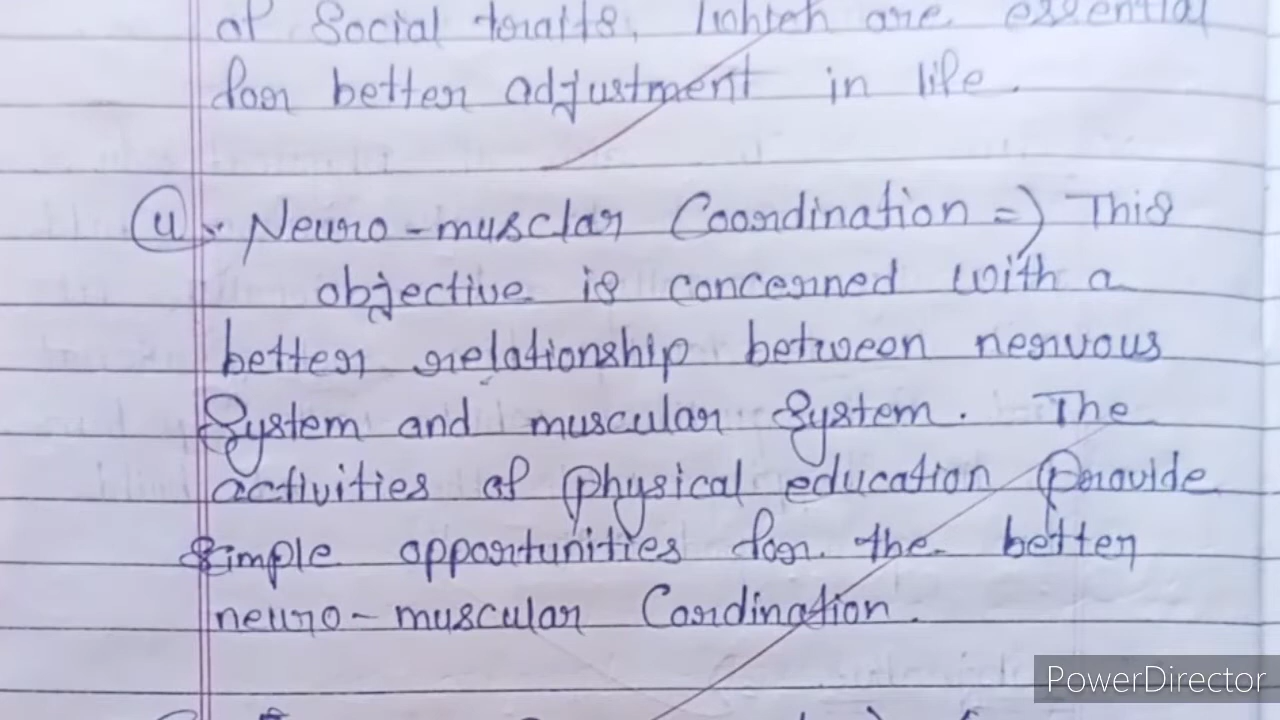 of Social traits, which are essential
for better adjustment in life.
(4) Neuro-musclar Coordination => This
objective is concerned with a
better relationship between nervous
System and muscular System. The
activities of physical education provide
simple opportunities for the better
neuro-muscular Cordination.
PowerDirector